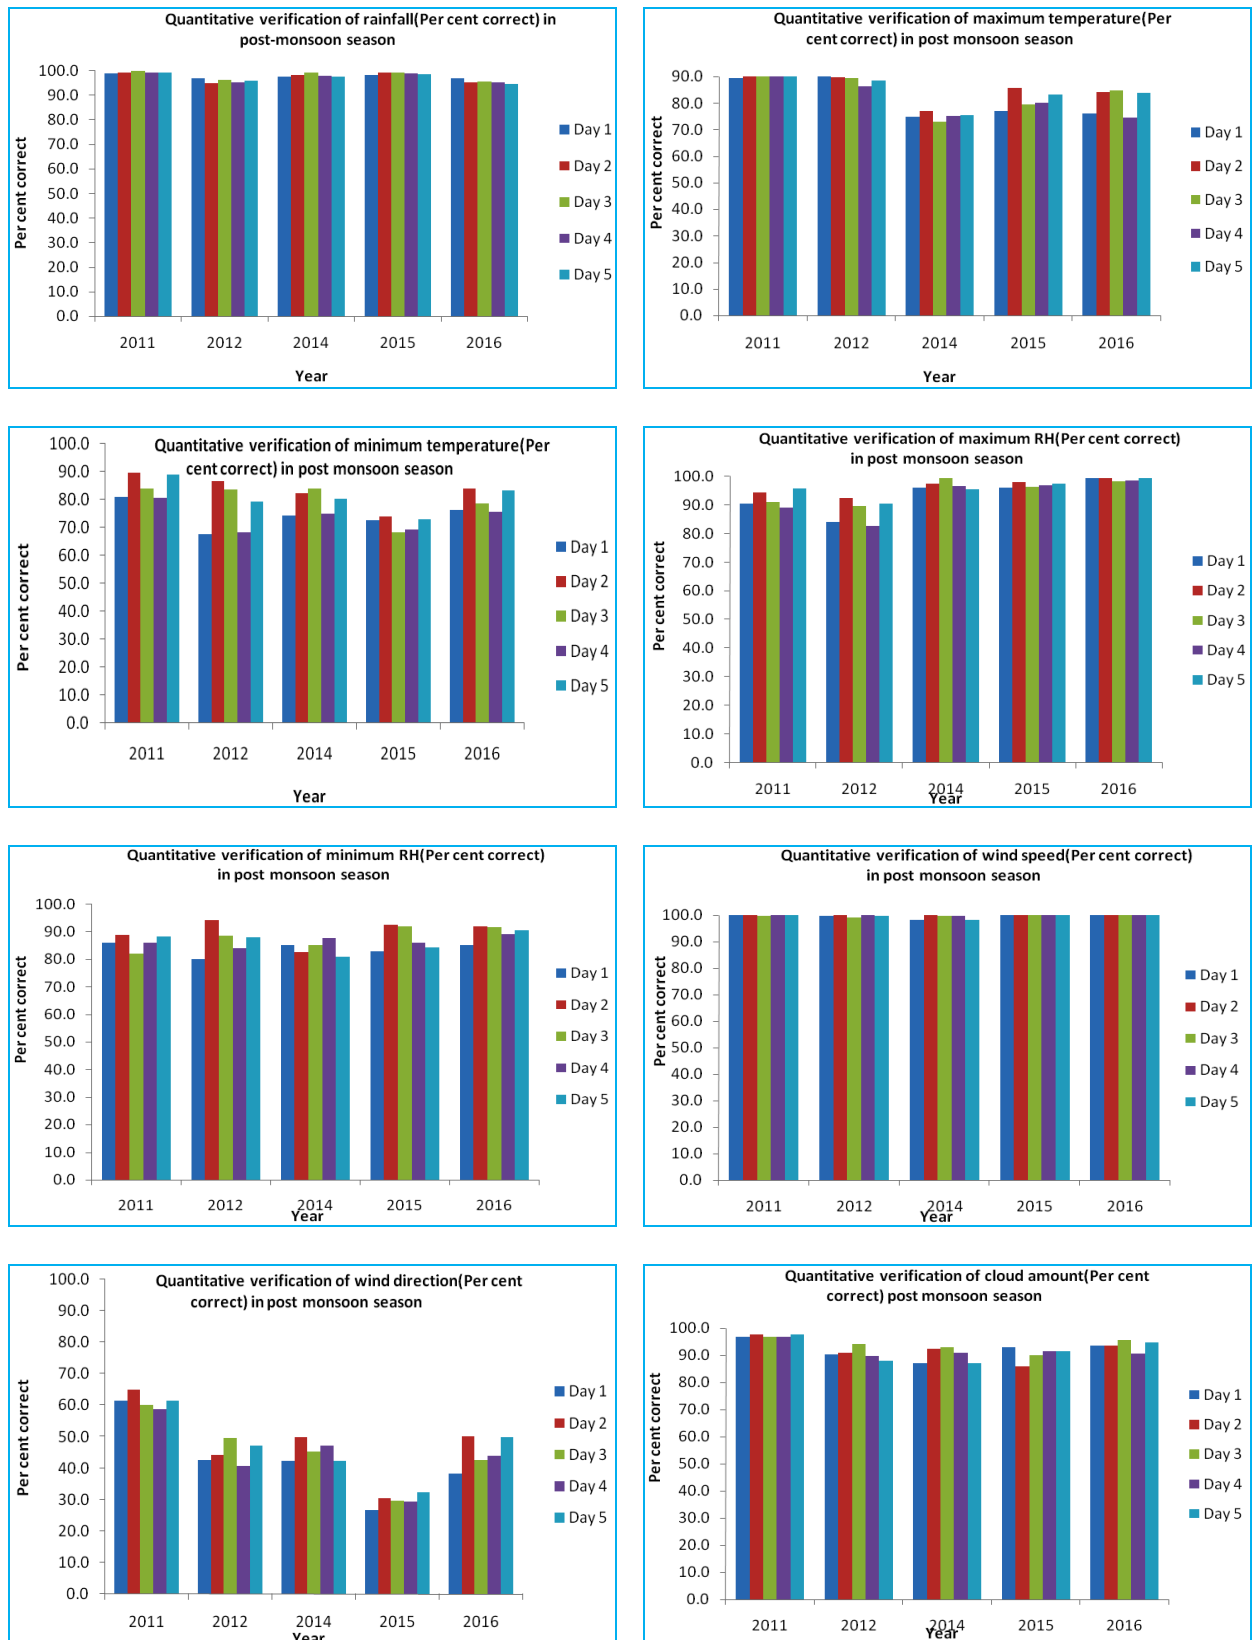 Quantitative verification of rainfall(Per cent correct) in
post-monsoon season
100.0
90.0
80.0
70.0
60.0
50.0
40.0
30.0
20.0
10.0
0.0
Per cent correct
2011 2012 2014 2015 2016
Year
Day 1
Day 2
Day 3
Day 4
Day 5
Quantitative verification of maximum temperature(Per
cent correct) in post monsoon season
90.0
80.0
70.0
60.0
50.0
40.0
30.0
20.0
10.0
0.0
Per cent correct
2011 2012 2014 2015 2016
Year
Day 1
Day 2
Day 3
Day 4
Day 5
Quantitative verification of minimum temperature(Per
cent correct) in post monsoon season
100.0
90.0
80.0
70.0
60.0
50.0
40.0
30.0
20.0
10.0
0.0
Per cent correct
2011 2012 2014 2015 2016
Year
Day 1
Day 2
Day 3
Day 4
Day 5
Quantitative verification of maximum RH(Per cent correct)
in post monsoon season
100.0
90.0
80.0
70.0
60.0
50.0
40.0
30.0
20.0
10.0
0.0
Per cent correct
2011 2012 2014 2015 2016
Year
Day 1
Day 2
Day 3
Day 4
Day 5
Quantitative verification of minimum RH(Per cent correct)
in post monsoon season
100.0
90.0
80.0
70.0
60.0
50.0
40.0
30.0
20.0
10.0
0.0
Per cent correct
2011 2012 2014 2015 2016
Year
Day 1
Day 2
Day 3
Day 4
Day 5
Quantitative verification of wind speed(Per cent correct)
in post monsoon season
100.0
90.0
80.0
70.0
60.0
50.0
40.0
30.0
20.0
10.0
0.0
Per cent correct
2011 2012 2014 2015 2016
Year
Day 1
Day 2
Day 3
Day 4
Day 5
Quantitative verification of wind direction(Per cent
correct) in post monsoon season
100.0
90.0
80.0
70.0
60.0
50.0
40.0
30.0
20.0
10.0
0.0
Per cent correct
2011 2012 2014 2015 2016
Year
Day 1
Day 2
Day 3
Day 4
Day 5
Quantitative verification of cloud amount(Per cent
correct) post monsoon season
100.0
90.0
80.0
70.0
60.0
50.0
40.0
30.0
20.0
10.0
0.0
Per cent correct
2011 2012 2014 2015 2016
Year
Day 1
Day 2
Day 3
Day 4
Day 5